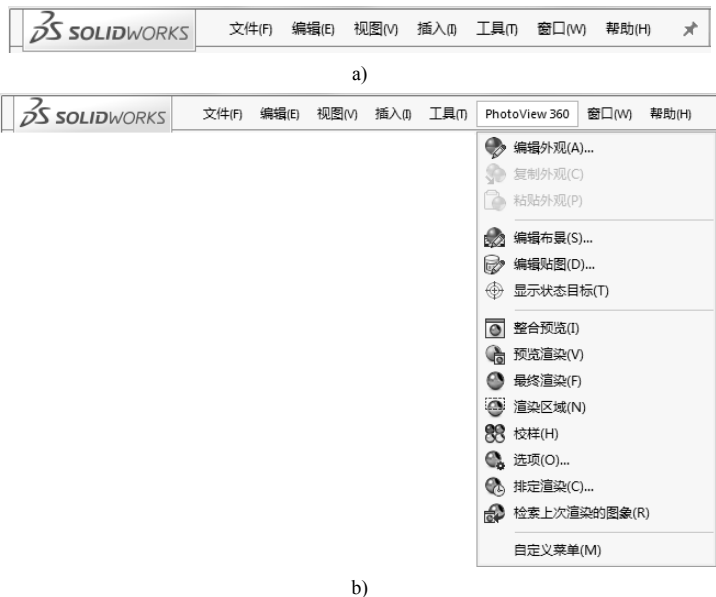 SOLIDWORKS 文件(F) 编辑(E) 视图(V) 插入(I) 工具(T) 窗口(W) 帮助(H)
a)
SOLIDWORKS 文件(F) 编辑(E) 视图(V) 插入(I) 工具(T) PhotoView 360 窗口(W) 帮助(H)
编辑外观(A)...
复制外观(C)
粘贴外观(P)
编辑布景(S)...
编辑贴图(D)...
显示状态目标(T)
整合预览(I)
预览渲染(V)
最终渲染(F)
渲染区域(N)
校样(H)
选项(O)...
排定渲染(C)...
检素上次渲染的图象(R)
自定义菜单(M)
b)